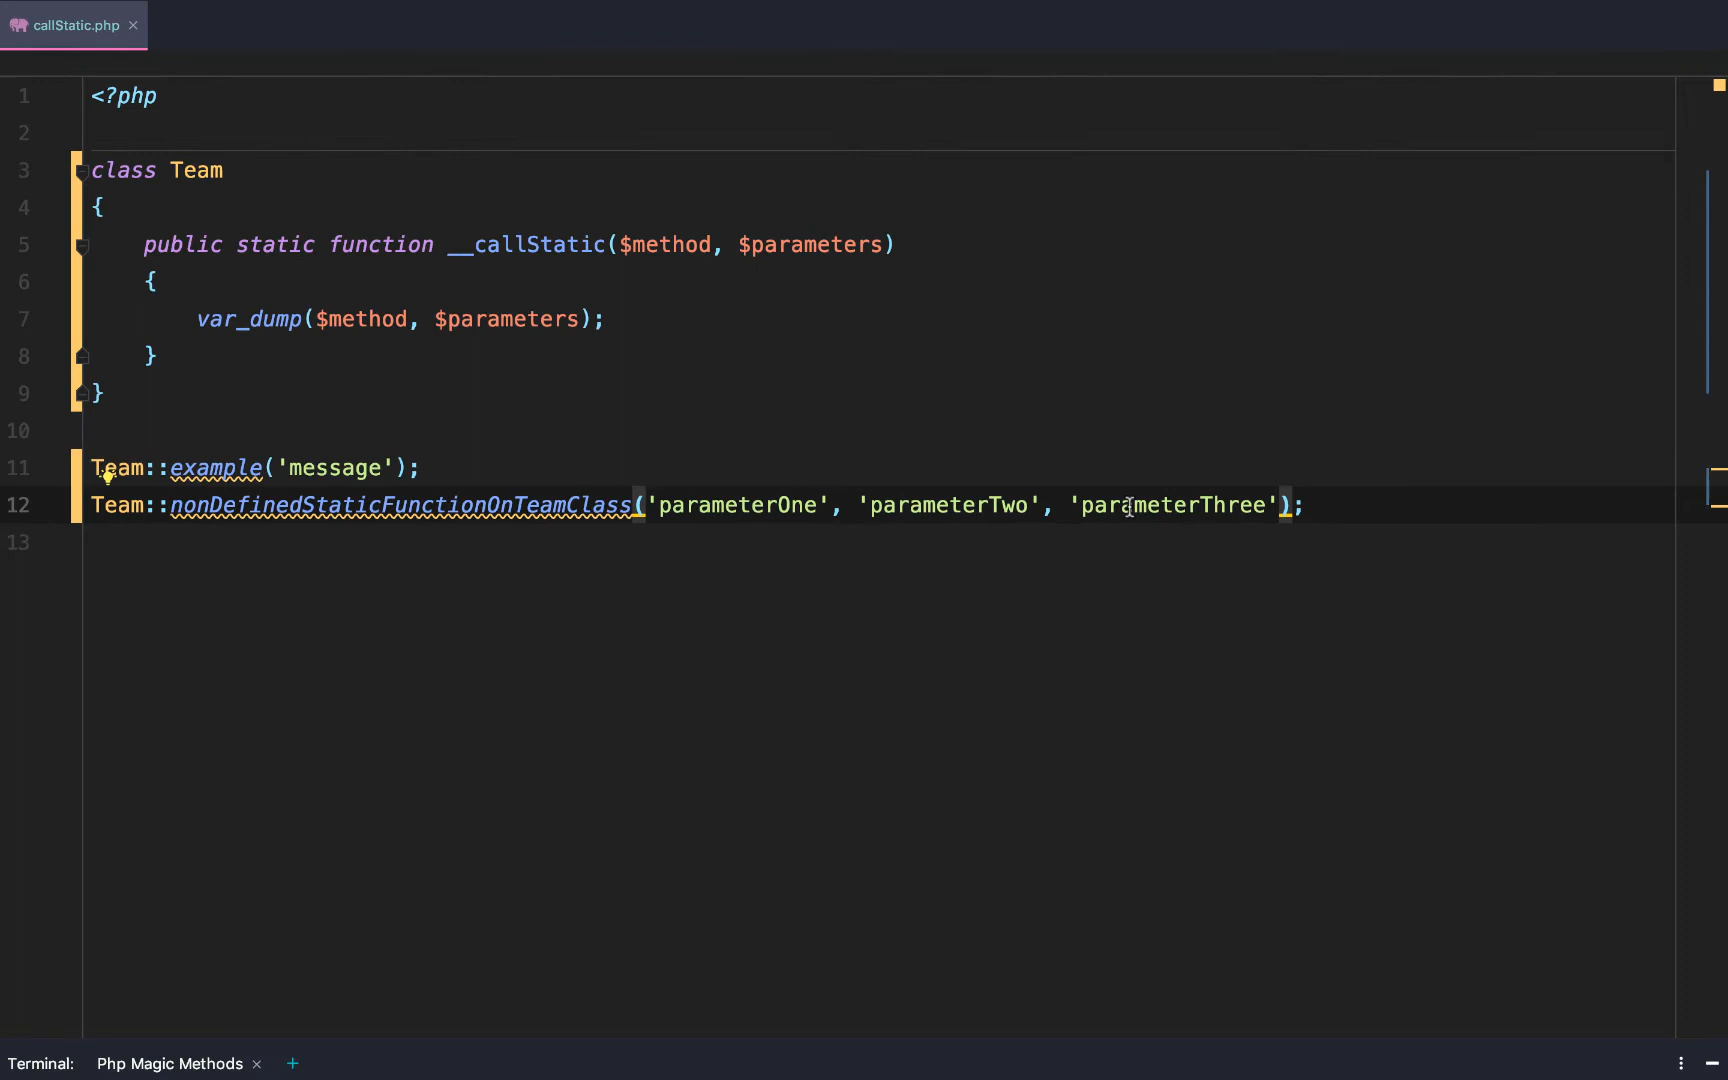 callStatic.php
1 <?php
2
3 class Team
4 {
5 public static function __callStatic($method, $parameters)
6 {
7 var_dump($method, $parameters);
8 }
9 }
10
11 Team::example('message');
12 Team::nonDefinedStaticFunctionOnTeamClass('parameterOne', 'parameterTwo', 'parameterThree');
13
Terminal: Php Magic Methods